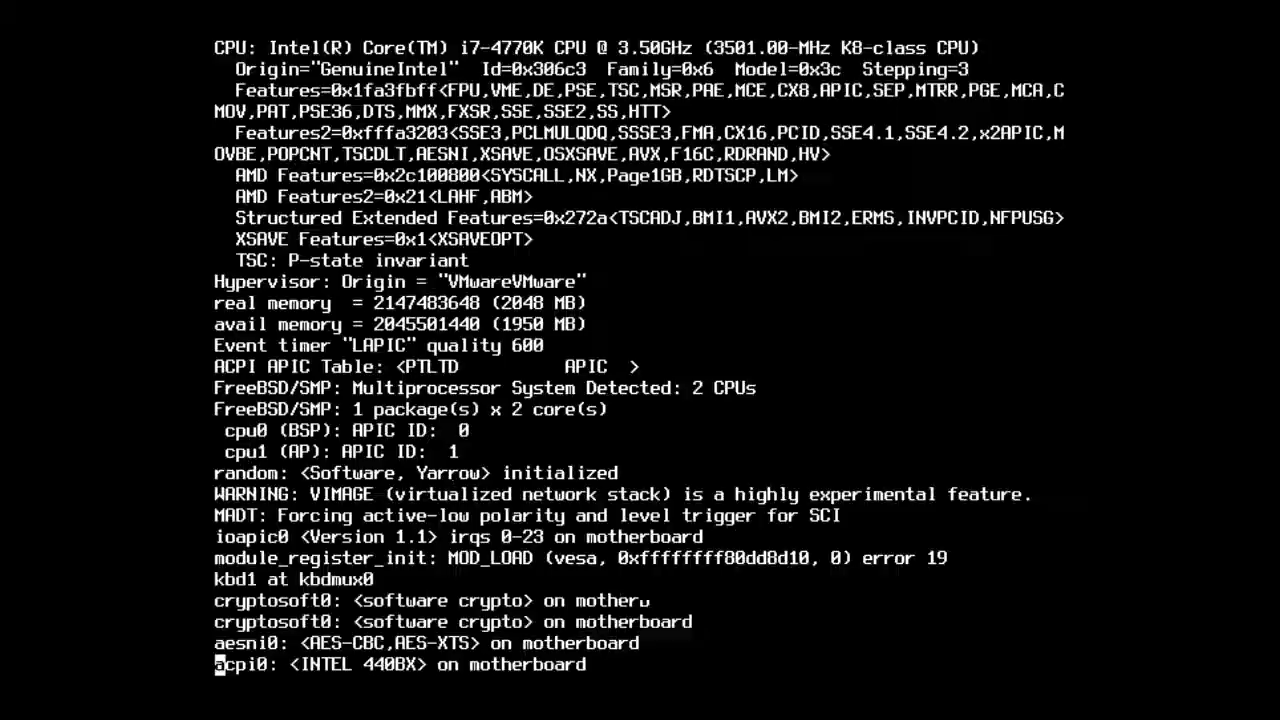 CPU: Intel(R) Core(TM) i7-4770K CPU @ 3.50GHz (3501.00-MHz K8-class CPU)
  Origin="GenuineIntel"  Id=0x306c3  Family=0x6  Model=0x3c  Stepping=3
  Features=0x1fa3fbff<FPU,VME,DE,PSE,TSC,MSR,PAE,MCE,CX8,APIC,SEP,MTRR,PGE,MCA,C
MOV,PAT,PSE36,DTS,MMX,FXSR,SSE,SSE2,SS,HTT>
  Features2=0xfffa3203<SSE3,PCLMULQDQ,SSSE3,FMA,CX16,PCID,SSE4.1,SSE4.2,x2APIC,M
OVBE,POPCNT,TSCDLT,AESNI,XSAVE,OSXSAVE,AVX,F16C,RDRAND,HV>
  AMD Features=0x2c100800<SYSCALL,NX,Page1GB,RDTSCP,LM>
  AMD Features2=0x21<LAHF,ABM>
  Structured Extended Features=0x272a<TSCADJ,BMI1,AVX2,BMI2,ERMS,INVPCID,NFPUSG>
  XSAVE Features=0x1<XSAVEOPT>
  TSC: P-state invariant
Hypervisor: Origin = "VMwareVMware"
real memory  = 2147483648 (2048 MB)
avail memory = 2045501440 (1950 MB)
Event timer "LAPIC" quality 600
ACPI APIC Table: <PTLTD          APIC  >
FreeBSD/SMP: Multiprocessor System Detected: 2 CPUs
FreeBSD/SMP: 1 package(s) x 2 core(s)
 cpu0 (BSP): APIC ID:  0
 cpu1 (AP): APIC ID:  1
random: <Software, Yarrow> initialized
WARNING: VIMAGE (virtualized network stack) is a highly experimental feature.
MADT: Forcing active-low polarity and level trigger for SCI
ioapic0 <Version 1.1> irqs 0-23 on motherboard
module_register_init: MOD_LOAD (vesa, 0xffffffff80dd8d10, 0) error 19
kbd1 at kbdmux0
cryptosoft0: <software crypto> on
cryptosoft0: <software crypto> on motherboard
aesni0: <AES-CBC,AES-XTS> on motherboard
acpi0: <INTEL 440BX> on motherboard